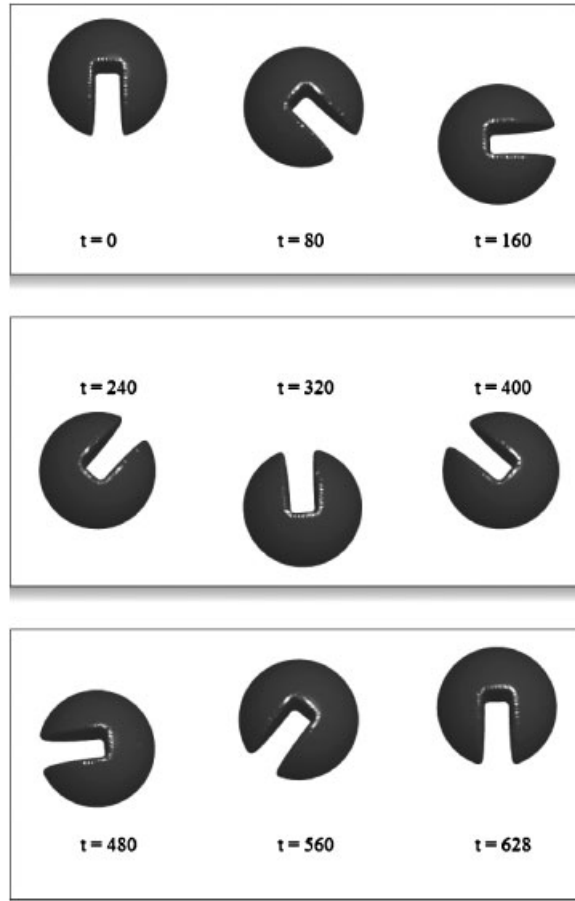 t = 0 t = 80 t = 160
t = 240 t = 320 t = 400
t = 480 t = 560 t = 628